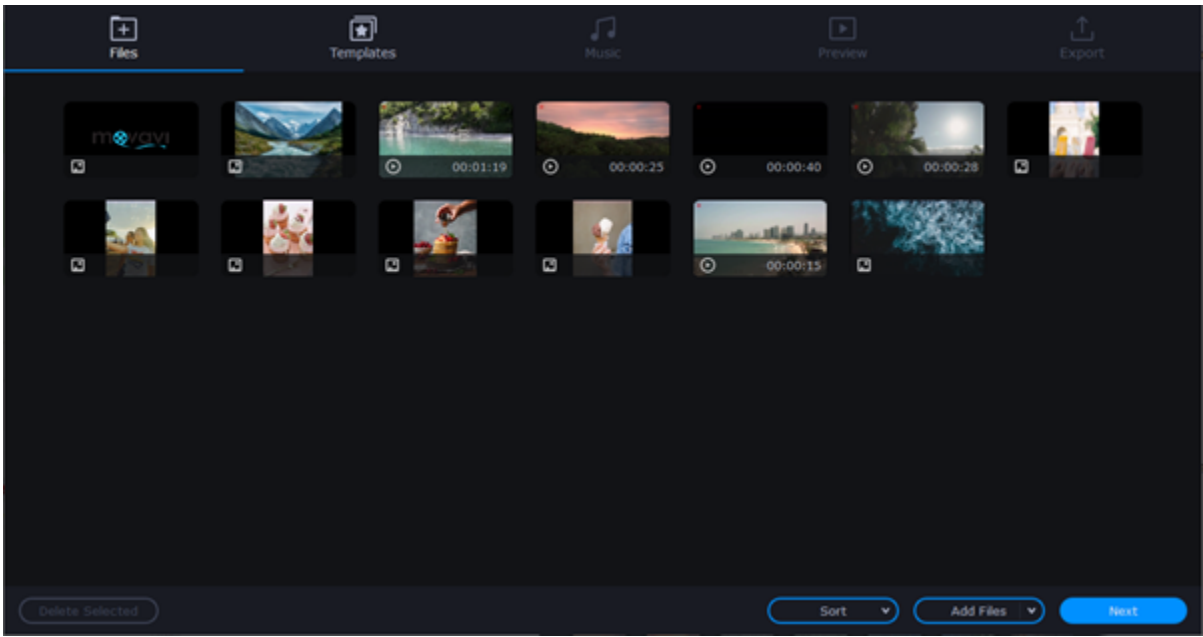 Files
Templates
Music
Preview
Export
movavi
00:01:19
00:00:25
00:00:40
00:00:28
00:00:15
Delete Selected
Sort
Add Files
Next